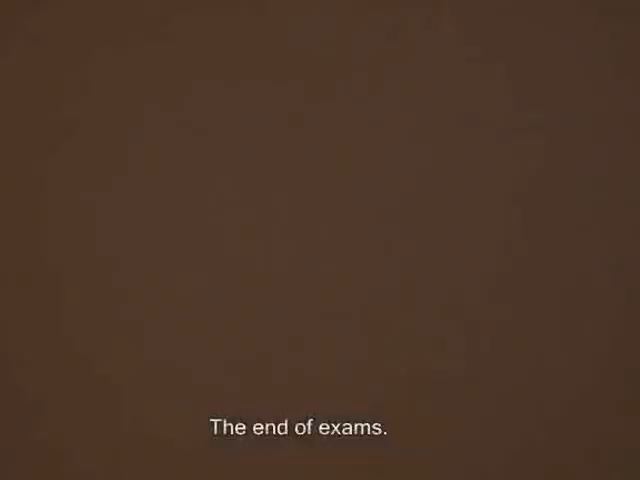 The end of exams.